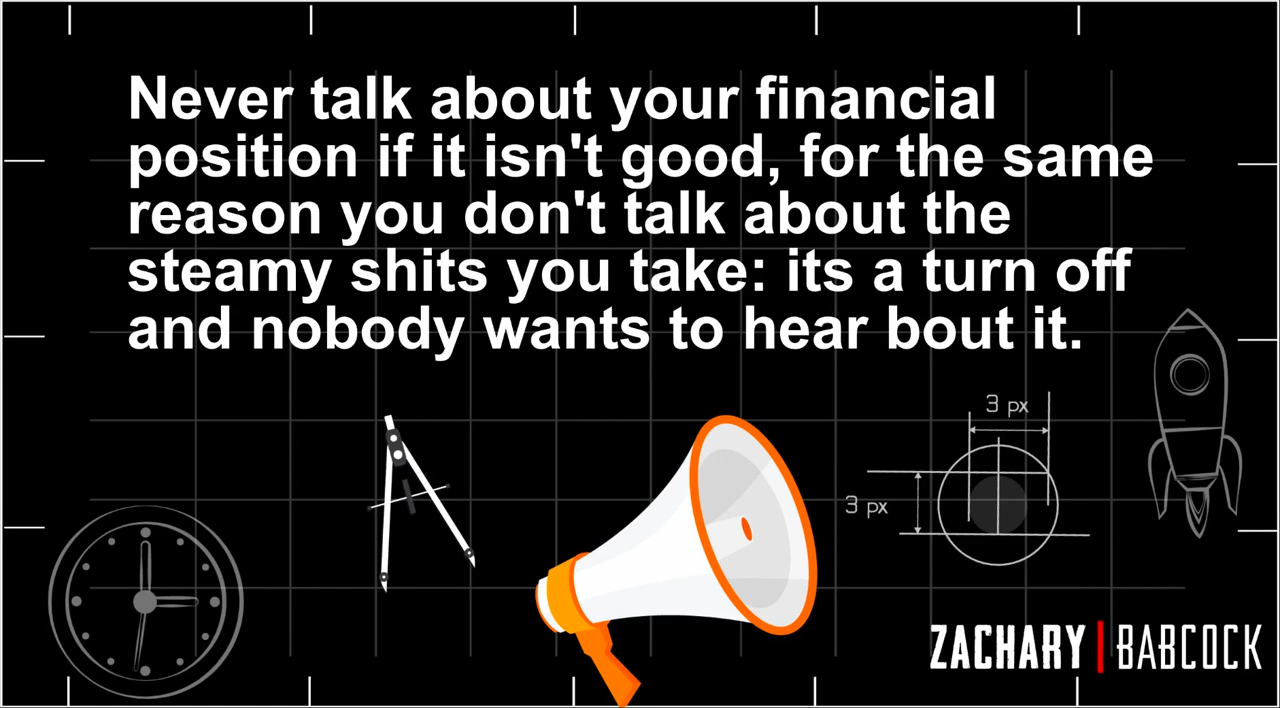 Never talk about your financial
position if it isn't good, for the same
reason you don't talk about the
steamy shits you take: its a turn off
and nobody wants to hear bout it.
3 px
3 px
ZACHARY | BABCOCK